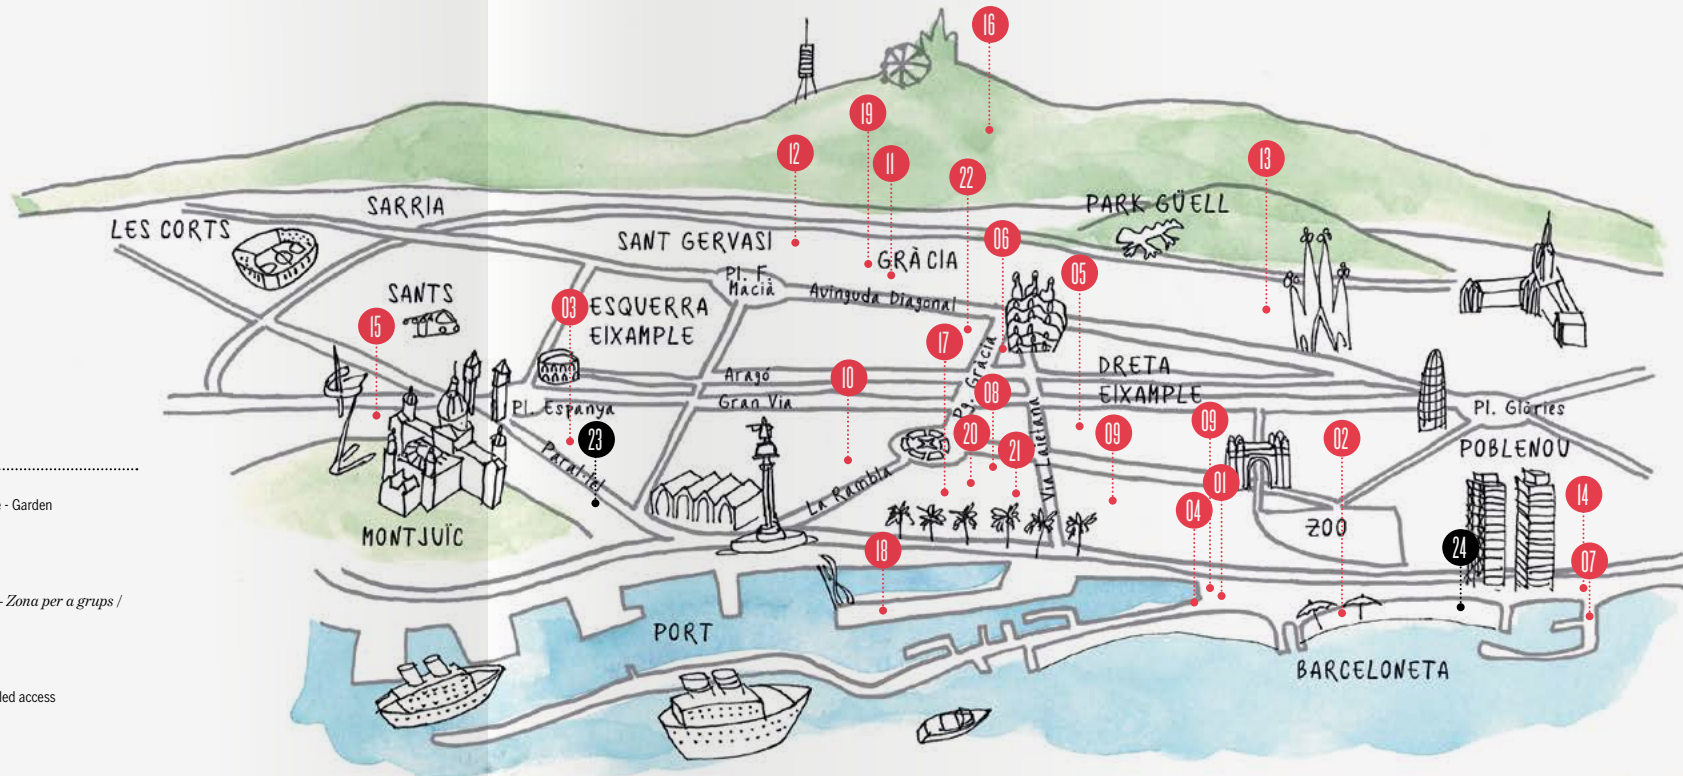 16
19
12
11
13
22
SARRIA
PARK GÜELL
LES CORTS
SANT GERVASI
06
GRÀCIA
05
Pl. F.
Macià
Avinguda Diagonal
SANTS
03
ESQUERRA
EIXAMPLE
15
17
Pg. Gràcia
DRETA
EIXAMPLE
Aragó
10
08
Gran Via
Pl. Espanya
Pl. Glòries
09
09
02
23
20
21
POBLENOU
Paral·lel
La Rambla
Via Laietana
01
14
04
- Garden
ZOO
MONTJUÏC
18
24
07
- Zona per a grups /
PORT
BARCELONETA
led access